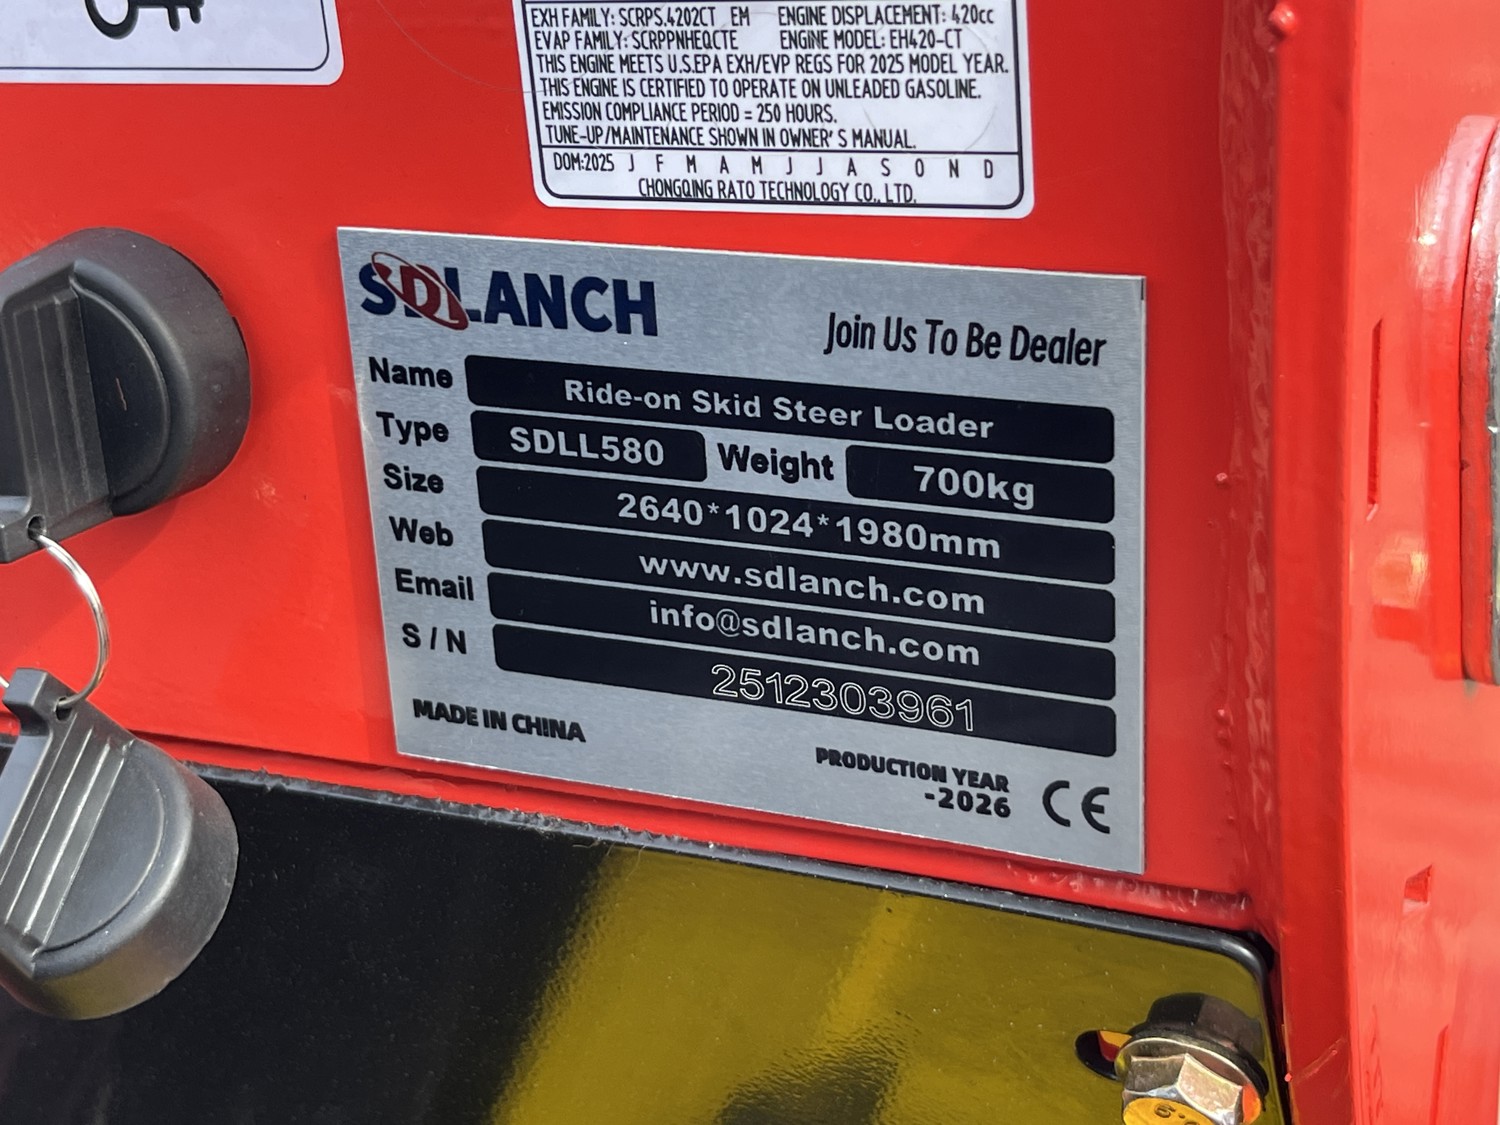 EXH FAMILY: SCRPS.4202CT EM ENGINE DISPLACEMENT: 420cc
EVAP FAMILY: SCRPPNHEQCTE ENGINE MODEL: EH420-CT
THIS ENGINE MEETS U.S.EPA EXH/EVP REGS FOR 2025 MODEL YEAR.
THIS ENGINE IS CERTIFIED TO OPERATE ON UNLEADED GASOLINE.
EMISSION COMPLIANCE PERIOD = 250 HOURS.
TUNE-UP/MAINTENANCE SHOWN IN OWNER' S MANUAL.
DOM:2025 J F M A M J J A S O N D
CHONGQING RATO TECHNOLOGY CO., LTD.
SDLANCH
Join Us To Be Dealer
Name Ride-on Skid Steer Loader
Type SDLL580 Weight 700kg
Size 2640*1024*1980mm
Web www.sdlanch.com
Email info@sdlanch.com
S / N 2512303961
MADE IN CHINA
PRODUCTION YEAR
-2026
CE